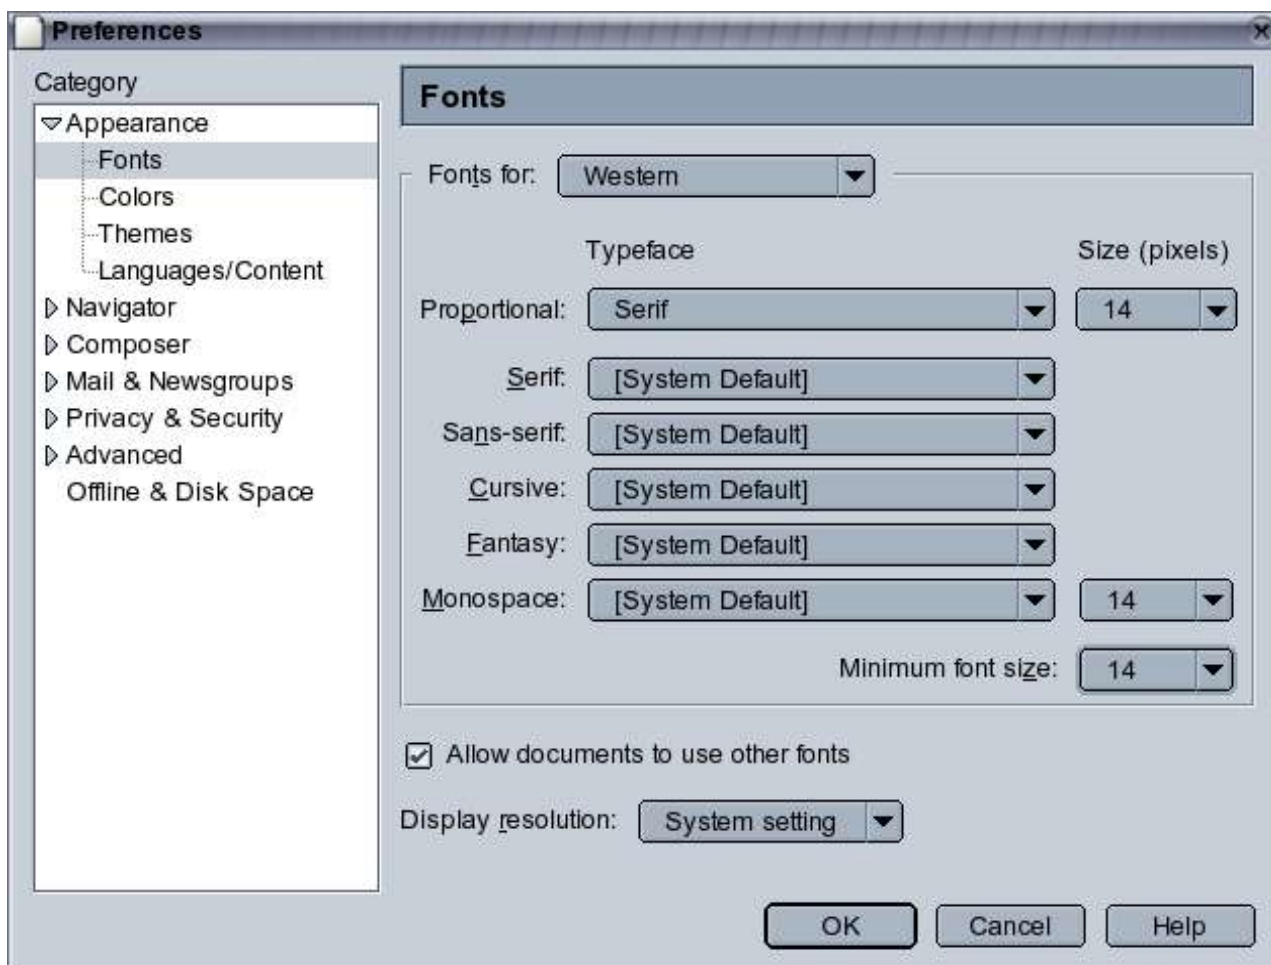 Preferences
Category
Appearance
Fonts
Colors
Themes
Languages/Content
Navigator
Composer
Mail & Newsgroups
Privacy & Security
Advanced
Offline & Disk Space
Fonts
Fonts for: Western
Typeface Size (pixels)
Proportional: Serif 14
Serif: [System Default]
Sans-serif: [System Default]
Cursive: [System Default]
Fantasy: [System Default]
Monospace: [System Default] 14
Minimum font size: 14
Allow documents to use other fonts
Display resolution: System setting
OK Cancel Help